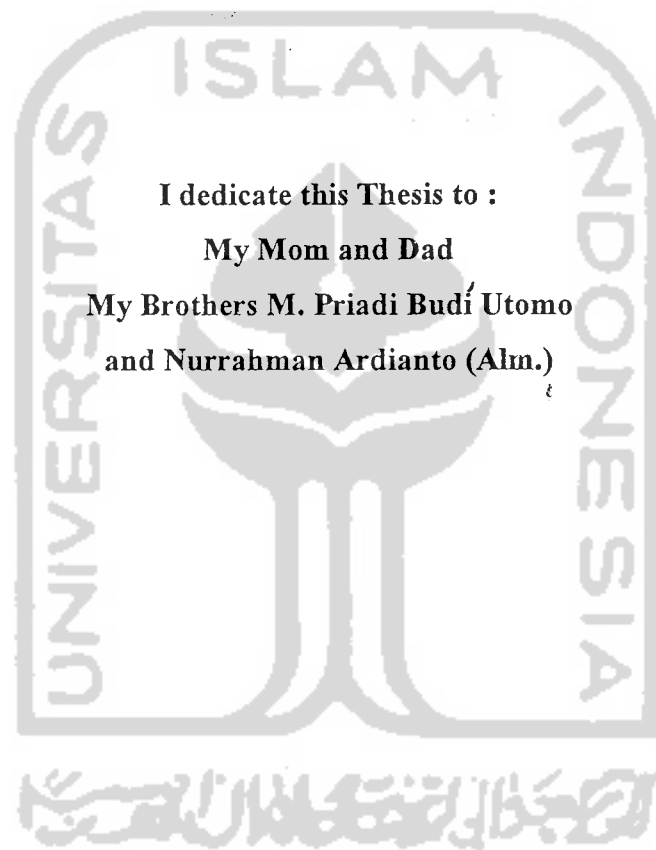 UNIVERSITAS ISLAM INDONESIA
I dedicate this Thesis to :
My Mom and Dad
My Brothers M. Priadi Budi Utomo
and Nurrahman Ardianto (Alm.)